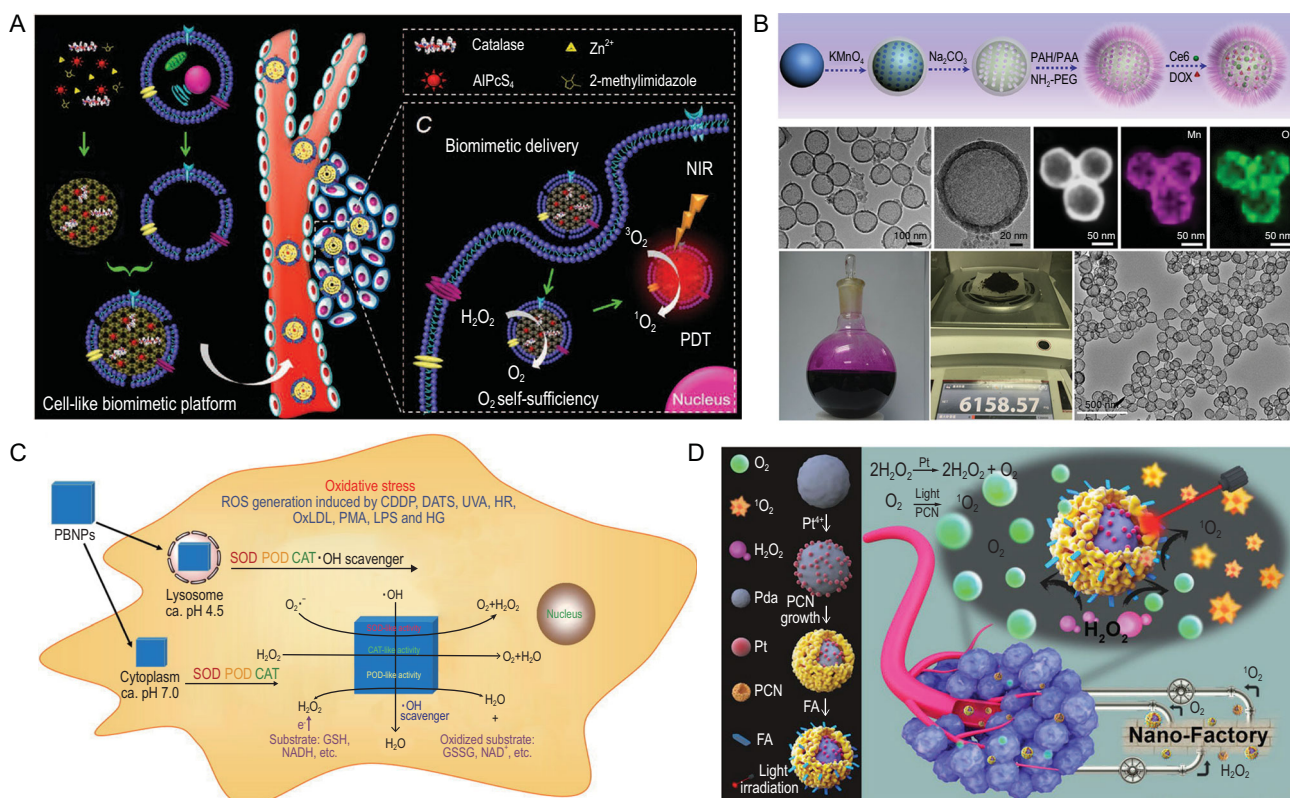 A
Catalase
Zn2+
AlPcS4
2-methylimidazole
C
Biomimetic delivery
NIR
3O2
1O2
PDT
H2O2
O2
O2 self-sufficiency
Nucleus
Cell-like biomimetic platform
B
KMnO4
Na2CO3
PAH/PAA
NH2-PEG
Ce6
DOX
Mn
O
100 nm
20 nm
50 nm
50 nm
50 nm
6158.57
500 nm
C
PBNPs
Oxidative stress
ROS generation induced by CDDP, DATS, UVA, HR,
OxLDL, PMA, LPS and HG
SOD POD CAT ·OH scavenger
Lysosome
ca. pH 4.5
Cytoplasm
ca. pH 7.0
SOD POD CAT
O2·−
·OH
O2+H2O2
Nucleus
SOD-like activity
H2O2
CAT-like activity
O2+H2O
POD-like activity
H2O2
e-
Substrate: GSH,
NADH, etc.
·OH
scavenger
H2O
H2O
+
Oxidized substrate:
GSSG, NAD+, etc.
D
O2
1O2
H2O2
Pda
Pt
PCN
FA
Light
irradiation
Pt4+
PCN
growth
FA
2H2O2 Pt 2H2O2 + O2
O2 Light PCN 1O2
O2
1O2
H2O2
1O2
O2
Nano-Factory
H2O2